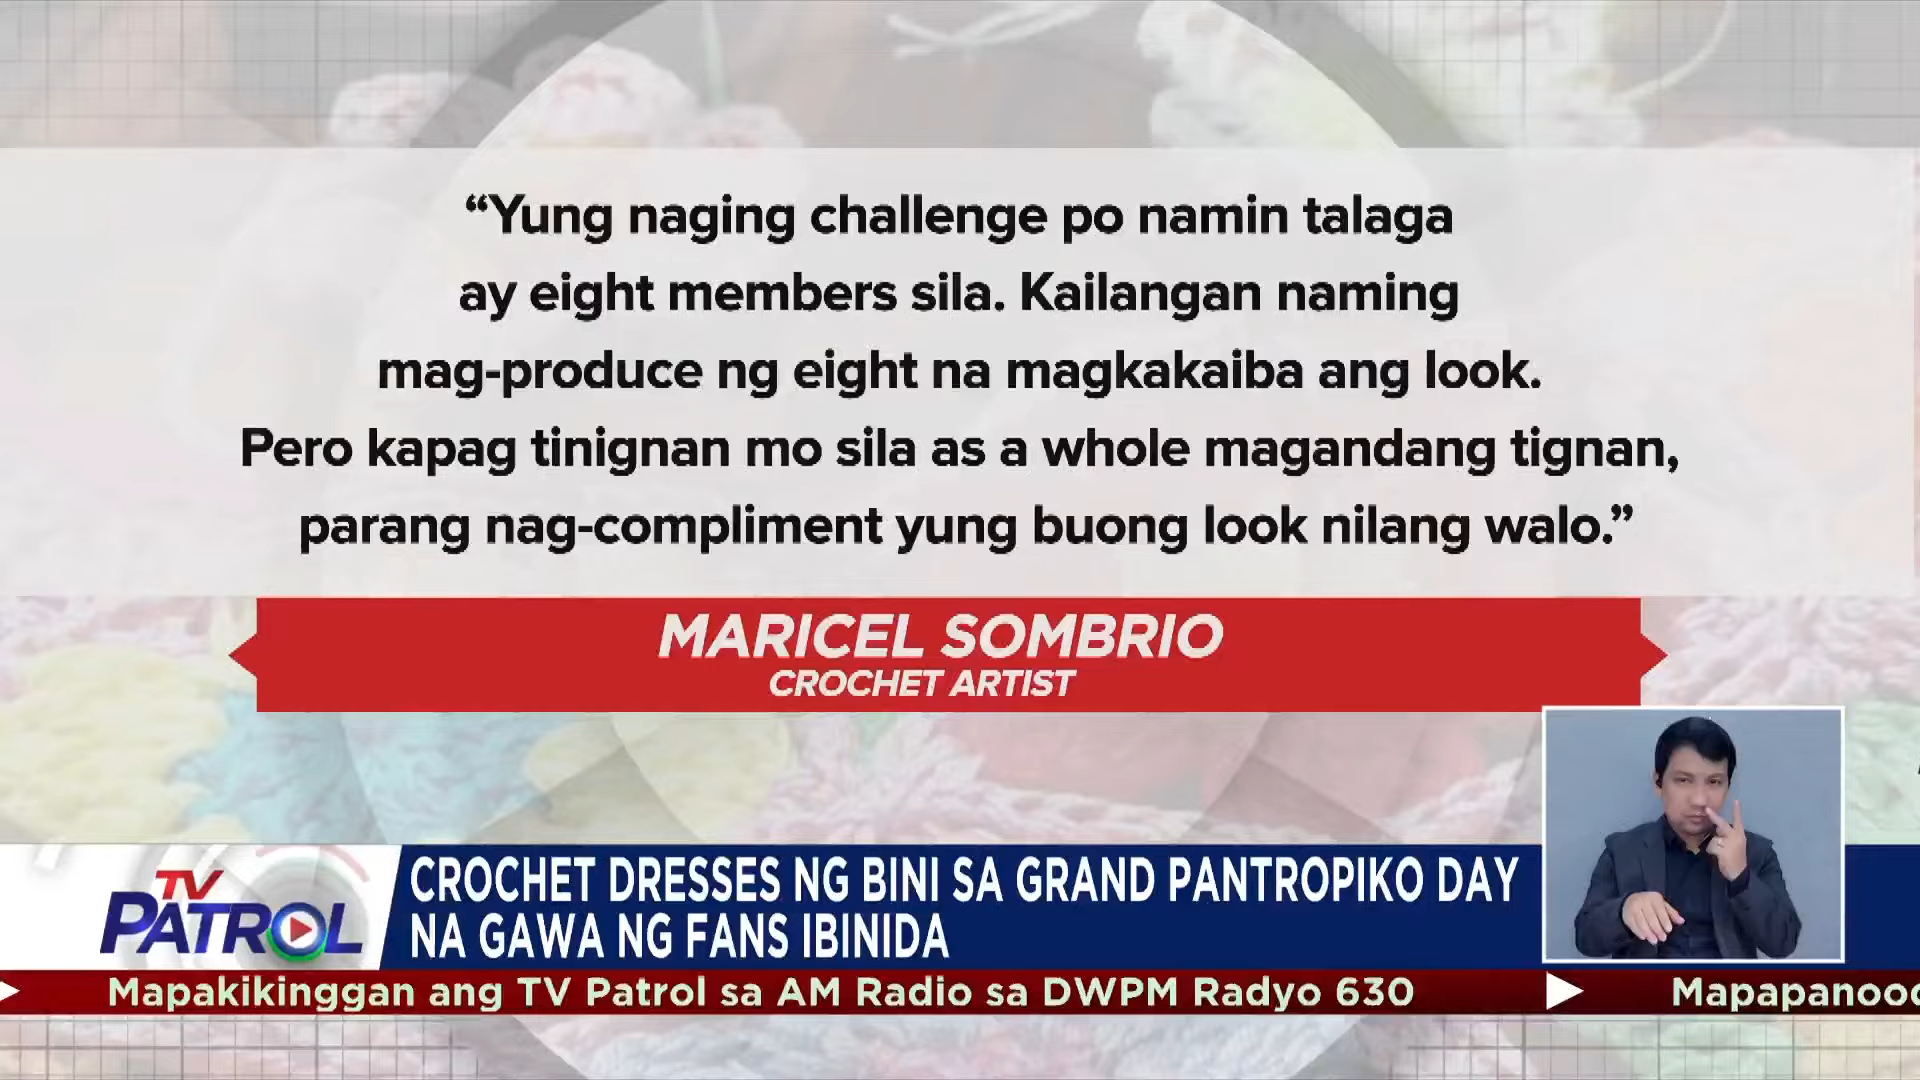 “Yung naging challenge po namin talaga
ay eight members sila. Kailangan naming
mag-produce ng eight na magkakaiba ang look.
Pero kapag tinignan mo sila as a whole magandang tignan,
parang nag-compliment yung buong look nilang walo.”
MARICEL SOMBRIO
CROCHET ARTIST
TV PATROL
CROCHET DRESSES NG BINI SA GRAND PANTROPIKO DAY
NA GAWA NG FANS IBINIDA
Mapakikinggan ang TV Patrol sa AM Radio sa DWPM Radyo 630